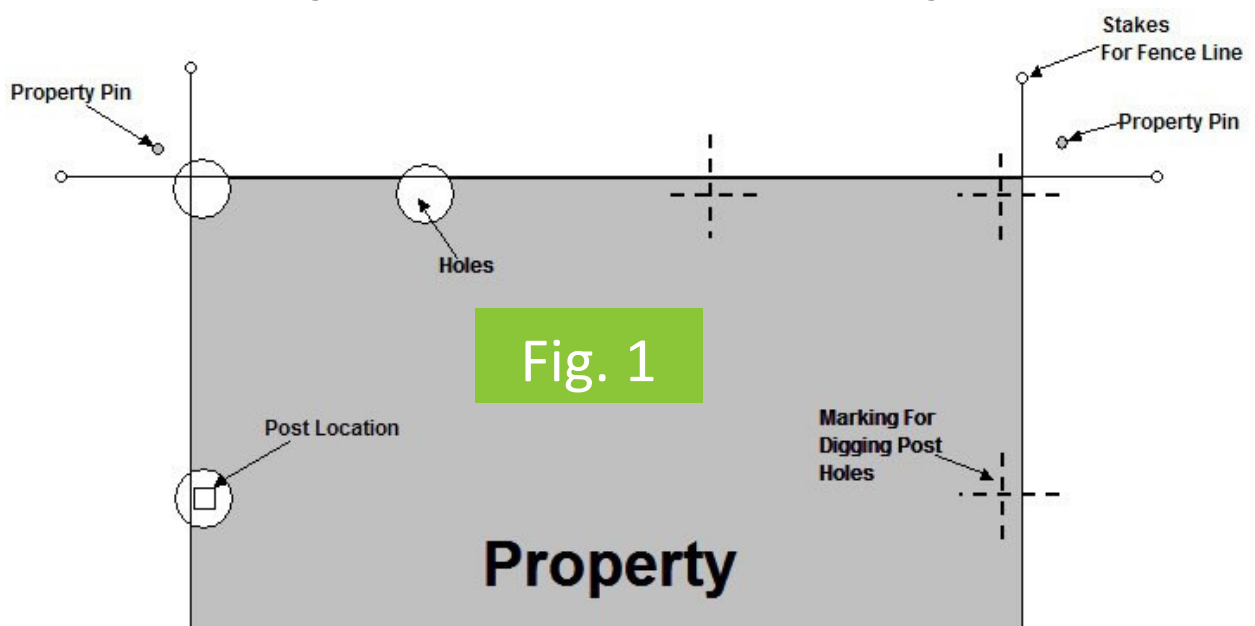 Stakes
For Fence Line
Property Pin
Property Pin
Holes
Fig. 1
Post Location
Marking For
Digging Post
Holes
Property